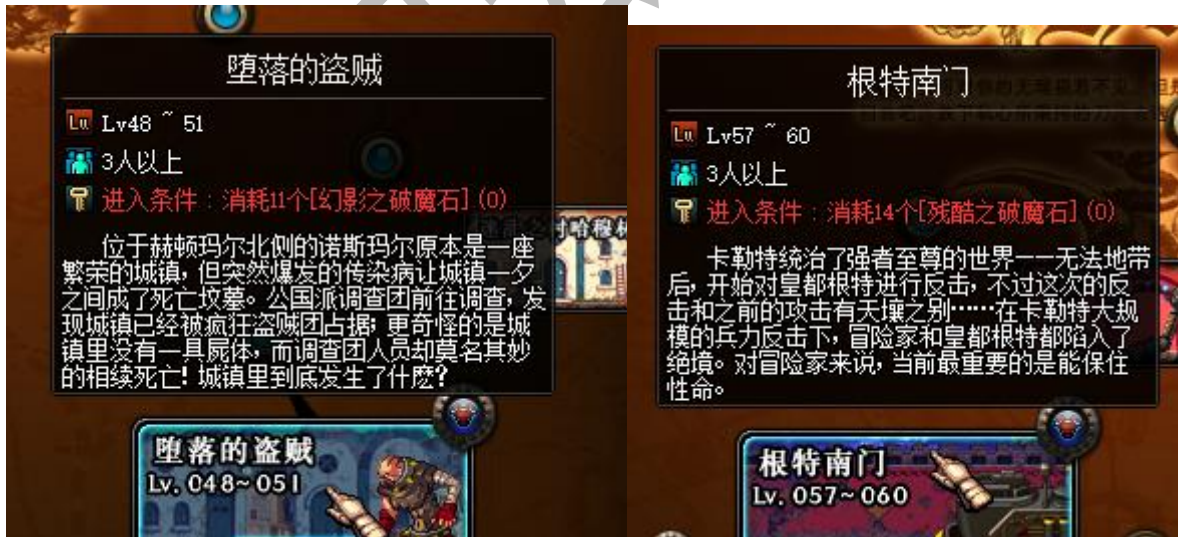 堕落的盗贼
Lv48 ~ 51
3人以上
进入条件：消耗11个[幻影之破魔石] (0)
位于赫顿玛尔北侧的诺斯玛尔原本是一座
繁荣的城镇，但突然爆发的传染病让城镇一夕
之间成了死亡坟墓。公国派调查团前往调查，发
现城镇已经被疯狂盗贼团占据；更奇怪的是城
镇里没有一具屍体，而调查团人员却莫名其妙
的相续死亡！城镇里到底发生了什麽？
堕落的盗贼
Lv. 048~051
根特南门
Lv57 ~ 60
3人以上
进入条件：消耗14个[残酷之破魔石] (0)
卡勒特统治了强者至尊的世界——无法地带
后，开始对皇都根特进行反击，不过这次的反
击和之前的攻击有天壤之别……在卡勒特大规
模的兵力反击下，冒险家和皇都根特都陷入了
绝境。对冒险家来说，当前最重要的是能保住
性命。
根特南门
Lv. 057~060